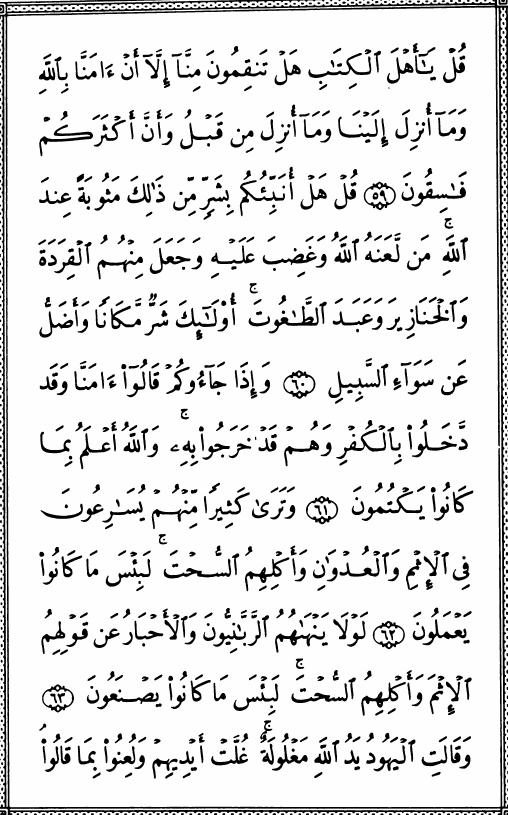 قُلْ يَـٰٓأَهْلَ ٱلْكِتَـٰبِ هَلْ تَنقِمُونَ مِنَّآ إِلَّآ أَنْ ءَامَنَّا بِٱللَّهِ
وَمَآ أُنزِلَ إِلَيْنَا وَمَآ أُنزِلَ مِن قَبْلُ وَأَنَّ أَكْثَرَكُمْ
فَـٰسِقُونَ ٥٩ قُلْ هَلْ أُنَبِّئُكُم بِشَرٍّ مِّن ذَٰلِكَ مَثُوبَةً عِندَ
ٱللَّهِ ۚ مَن لَّعَنَهُ ٱللَّهُ وَغَضِبَ عَلَيْهِ وَجَعَلَ مِنْهُمُ ٱلْقِرَدَةَ
وَٱلْخَنَازِيرَ وَعَبَدَ ٱلطَّـٰغُوتَ ۚ أُو۟لَـٰٓئِكَ شَرٌّ مَّكَانًا وَأَضَلُّ
عَن سَوَآءِ ٱلسَّبِيلِ ٦٠ وَإِذَا جَآءُوكُمْ قَالُوٓا۟ ءَامَنَّا وَقَد
دَّخَلُوا۟ بِٱلْكُفْرِ وَهُمْ قَدْ خَرَجُوا۟ بِهِۦ ۚ وَٱللَّهُ أَعْلَمُ بِمَا
كَانُوا۟ يَكْتُمُونَ ٦١ وَتَرَىٰ كَثِيرًا مِّنْهُمْ يُسَـٰرِعُونَ
فِى ٱلْإِثْمِ وَٱلْعُدْوَٰنِ وَأَكْلِهِمُ ٱلسُّحْتَ ۚ لَبِئْسَ مَا كَانُوا۟
يَعْمَلُونَ ٦٢ لَوْلَا يَنْهَىٰهُمُ ٱلرَّبَّـٰنِيُّونَ وَٱلْأَحْبَارُ عَن قَوْلِهِمُ
ٱلْإِثْمَ وَأَكْلِهِمُ ٱلسُّحْتَ ۚ لَبِئْسَ مَا كَانُوا۟ يَصْنَعُونَ ٦٣
وَقَالَتِ ٱلْيَهُودُ يَدُ ٱللَّهِ مَغْلُولَةٌ ۚ غُلَّتْ أَيْدِيهِمْ وَلُعِنُوا۟ بِمَا قَالُوا۟